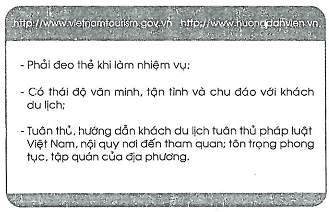 http://www.vietnamtourism.gov.vn http://www.huongdanvien.vn
- Phải đeo thẻ khi làm nhiệm vụ;
- Có thái độ văn minh, tận tình và chu đáo với khách
du lịch;
- Tuân thủ, hướng dẫn khách du lịch tuân thủ pháp luật
Việt Nam, nội quy nơi đến tham quan; tôn trọng phong
tục, tập quán của địa phương.